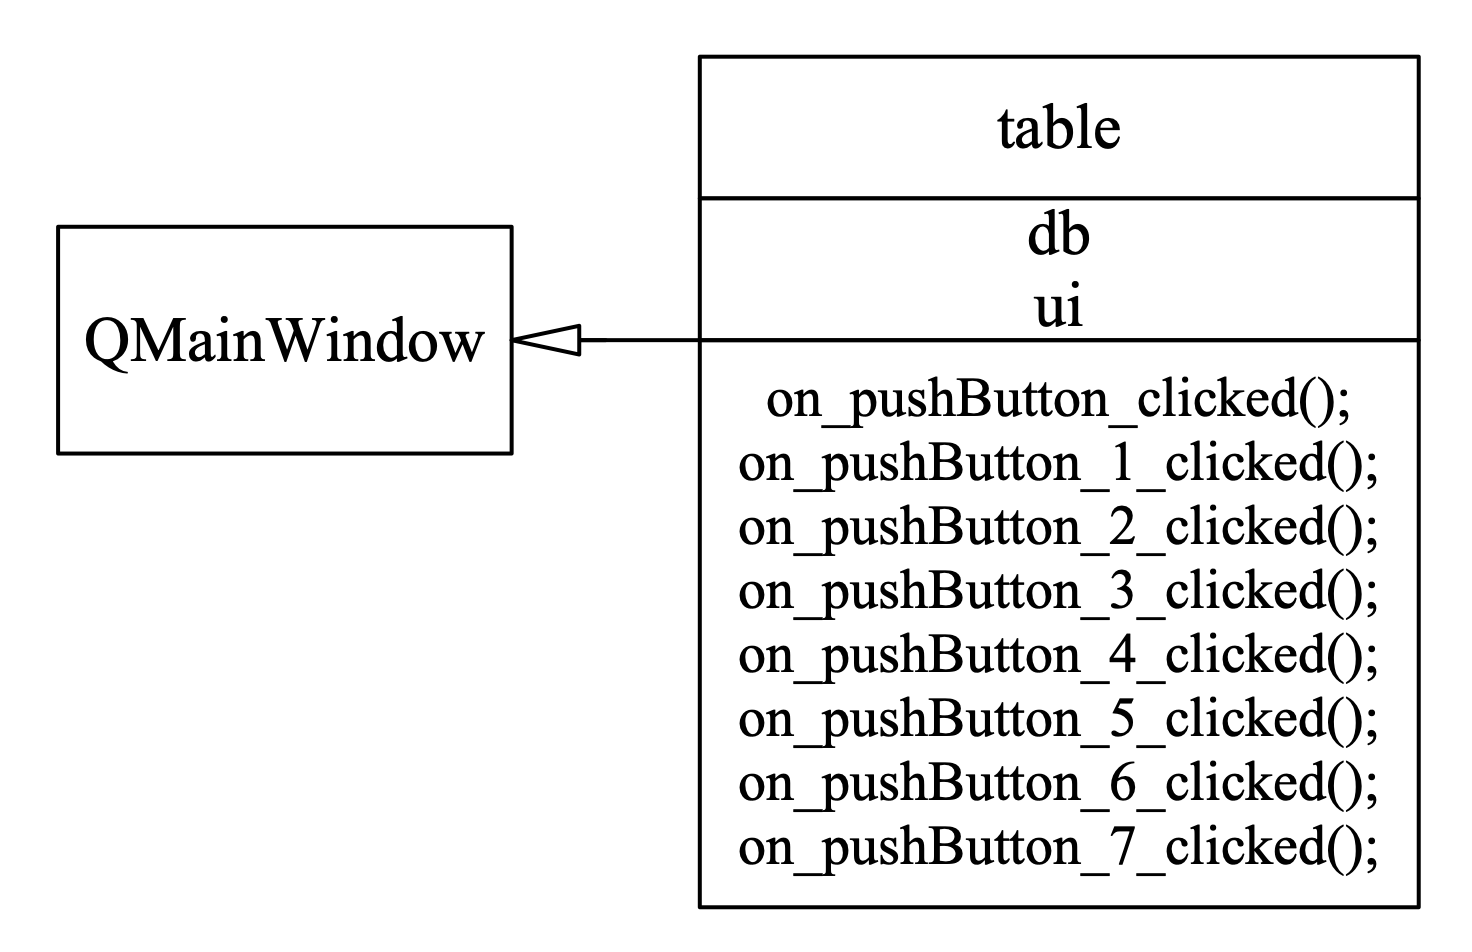 QMainWindow
table
db
ui
on_pushButton_clicked();
on_pushButton_1_clicked();
on_pushButton_2_clicked();
on_pushButton_3_clicked();
on_pushButton_4_clicked();
on_pushButton_5_clicked();
on_pushButton_6_clicked();
on_pushButton_7_clicked();